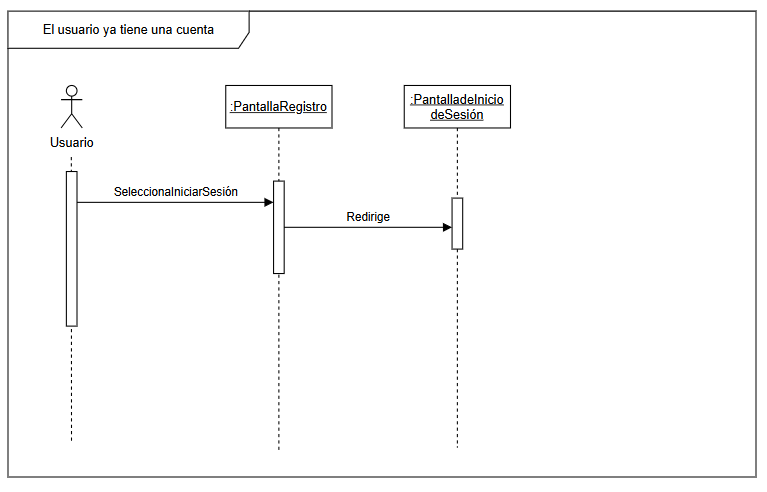 El usuario ya tiene una cuenta
:PantallaRegistro
:PantalladeInicio
deSesión
Usuario
SeleccionaIniciarSesión
Redirige